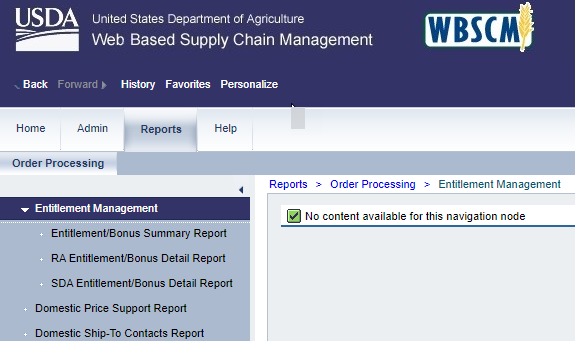 USDA
United States Department of Agriculture
Web Based Supply Chain Management
WBSCM
Back Forward History Favorites Personalize
Home Admin Reports Help
Order Processing
Reports > Order Processing > Entitlement Management
Entitlement Management
No content available for this navigation node
Entitlement/Bonus Summary Report
RA Entitlement/Bonus Detail Report
SDA Entitlement/Bonus Detail Report
Domestic Price Support Report
Domestic Ship-To Contacts Report